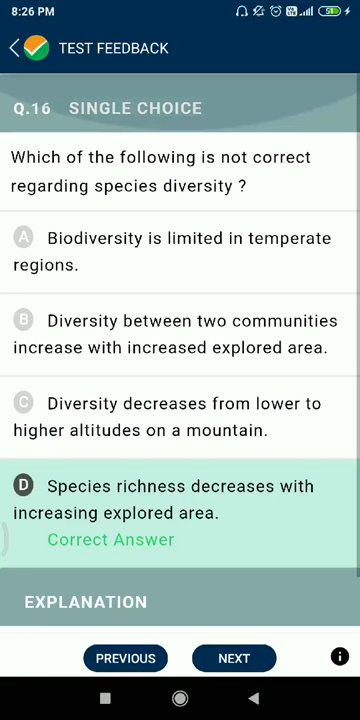 8:26 PM
51
TEST FEEDBACK
Q.16 SINGLE CHOICE
Which of the following is not correct
regarding species diversity ?
A Biodiversity is limited in temperate
regions.
B Diversity between two communities
increase with increased explored area.
C Diversity decreases from lower to
higher altitudes on a mountain.
D Species richness decreases with
increasing explored area.
Correct Answer
EXPLANATION
PREVIOUS NEXT